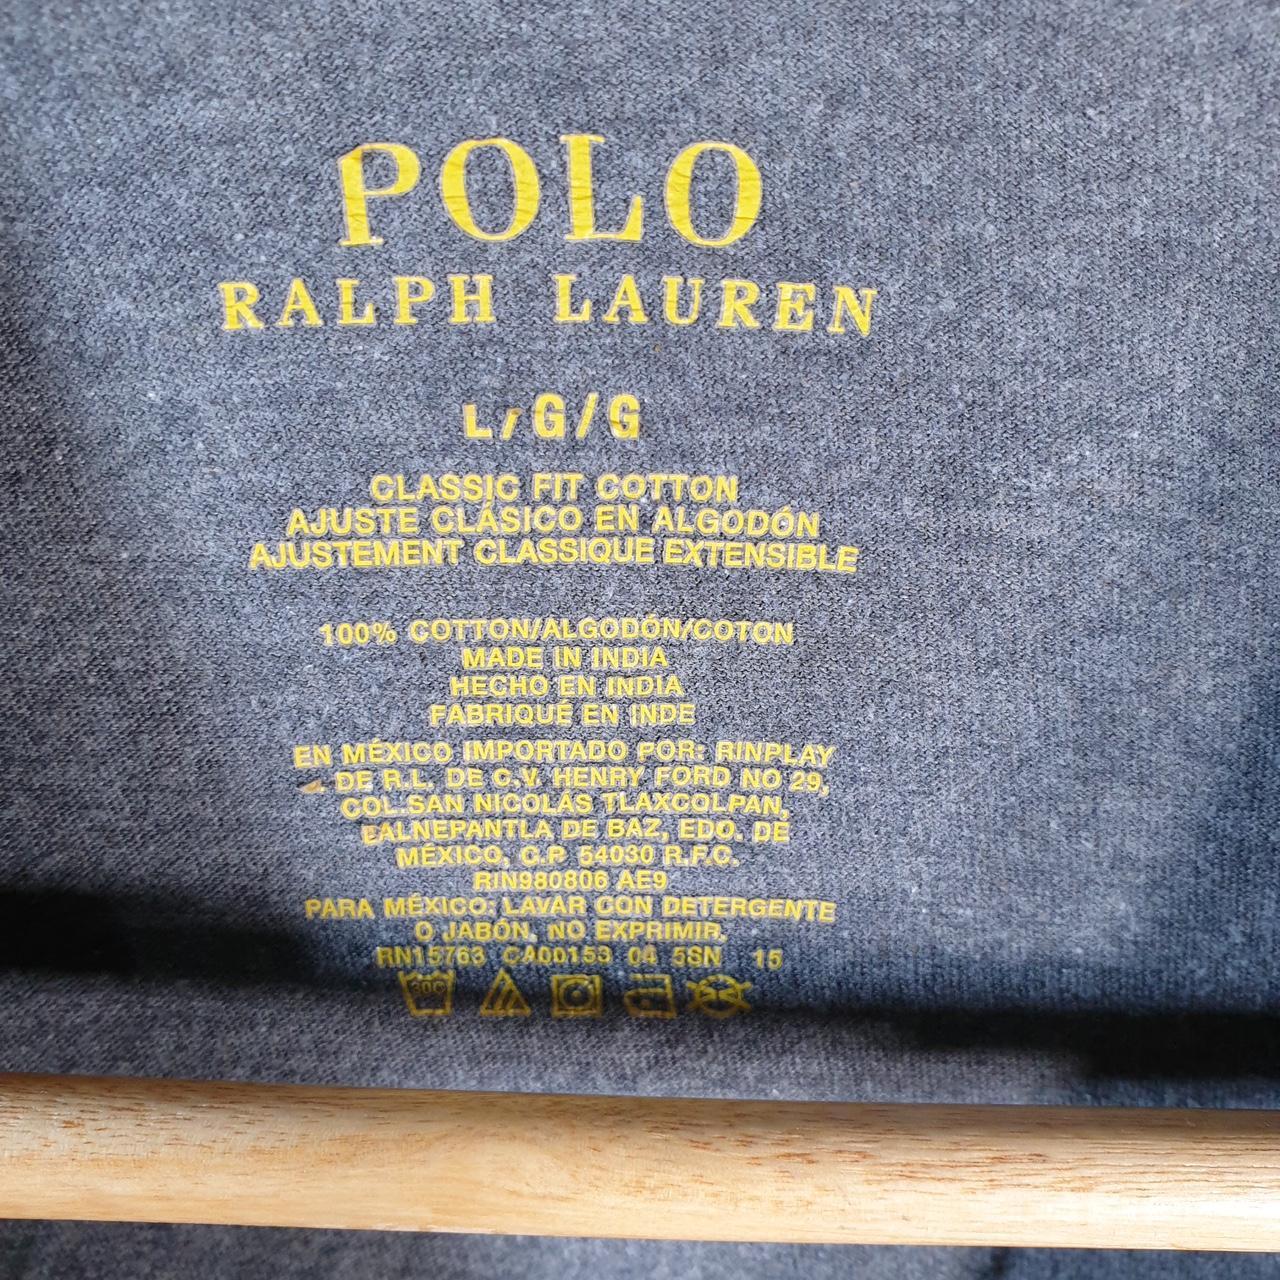 POLO
RALPH LAUREN
L/G/G
CLASSIC FIT COTTON
AJUSTE CLÁSICO EN ALGODÓN
AJUSTEMENT CLASSIQUE EXTENSIBLE
100% COTTON/ALGODÓN/COTON
MADE IN INDIA
HECHO EN INDIA
FABRIQUÉ EN INDE
EN MÉXICO IMPORTADO POR: RINPLAY
DE R.L. DE C.V. HENRY FORD NO 29,
COL.SAN NICOLÁS TLAXCOLPAN,
LALNEPANTLA DE BAZ, EDO. DE
MÉXICO, C.P. 54030 R.F.C.
RIN980806 AE9
PARA MÉXICO: LAVAR CON DETERGENTE
O JABÓN, NO EXPRIMIR.
RN15763 CA00153 04 5SN 15
30C